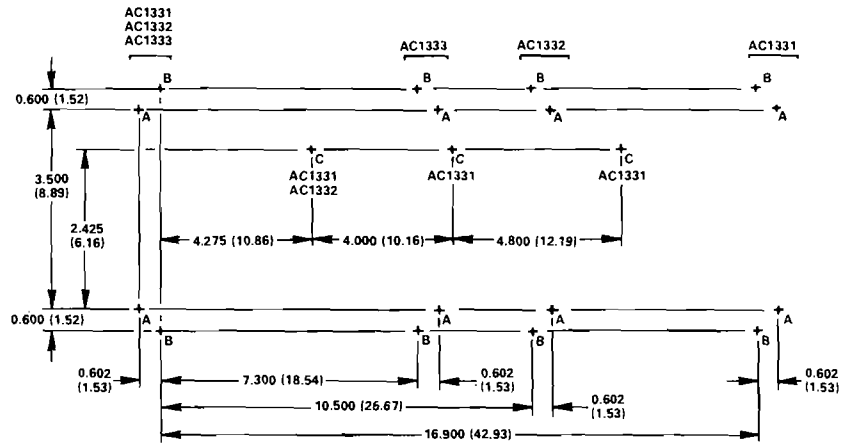 AC1331
AC1332
AC1333
AC1333
AC1332
AC1331
B
B
B
B
0.600 (1.52)
A
A
A
A
C
C
C
AC1331
AC1332
AC1331
AC1331
3.500
(8.89)
2.425
(6.16)
4.275 (10.86)
4.000 (10.16)
4.800 (12.19)
0.600 (1.52)
A
A
A
A
B
B
B
B
0.602
(1.53)
7.300 (18.54)
0.602
(1.53)
0.602
(1.53)
0.602
(1.53)
10.500 (26.67)
16.900 (42.93)